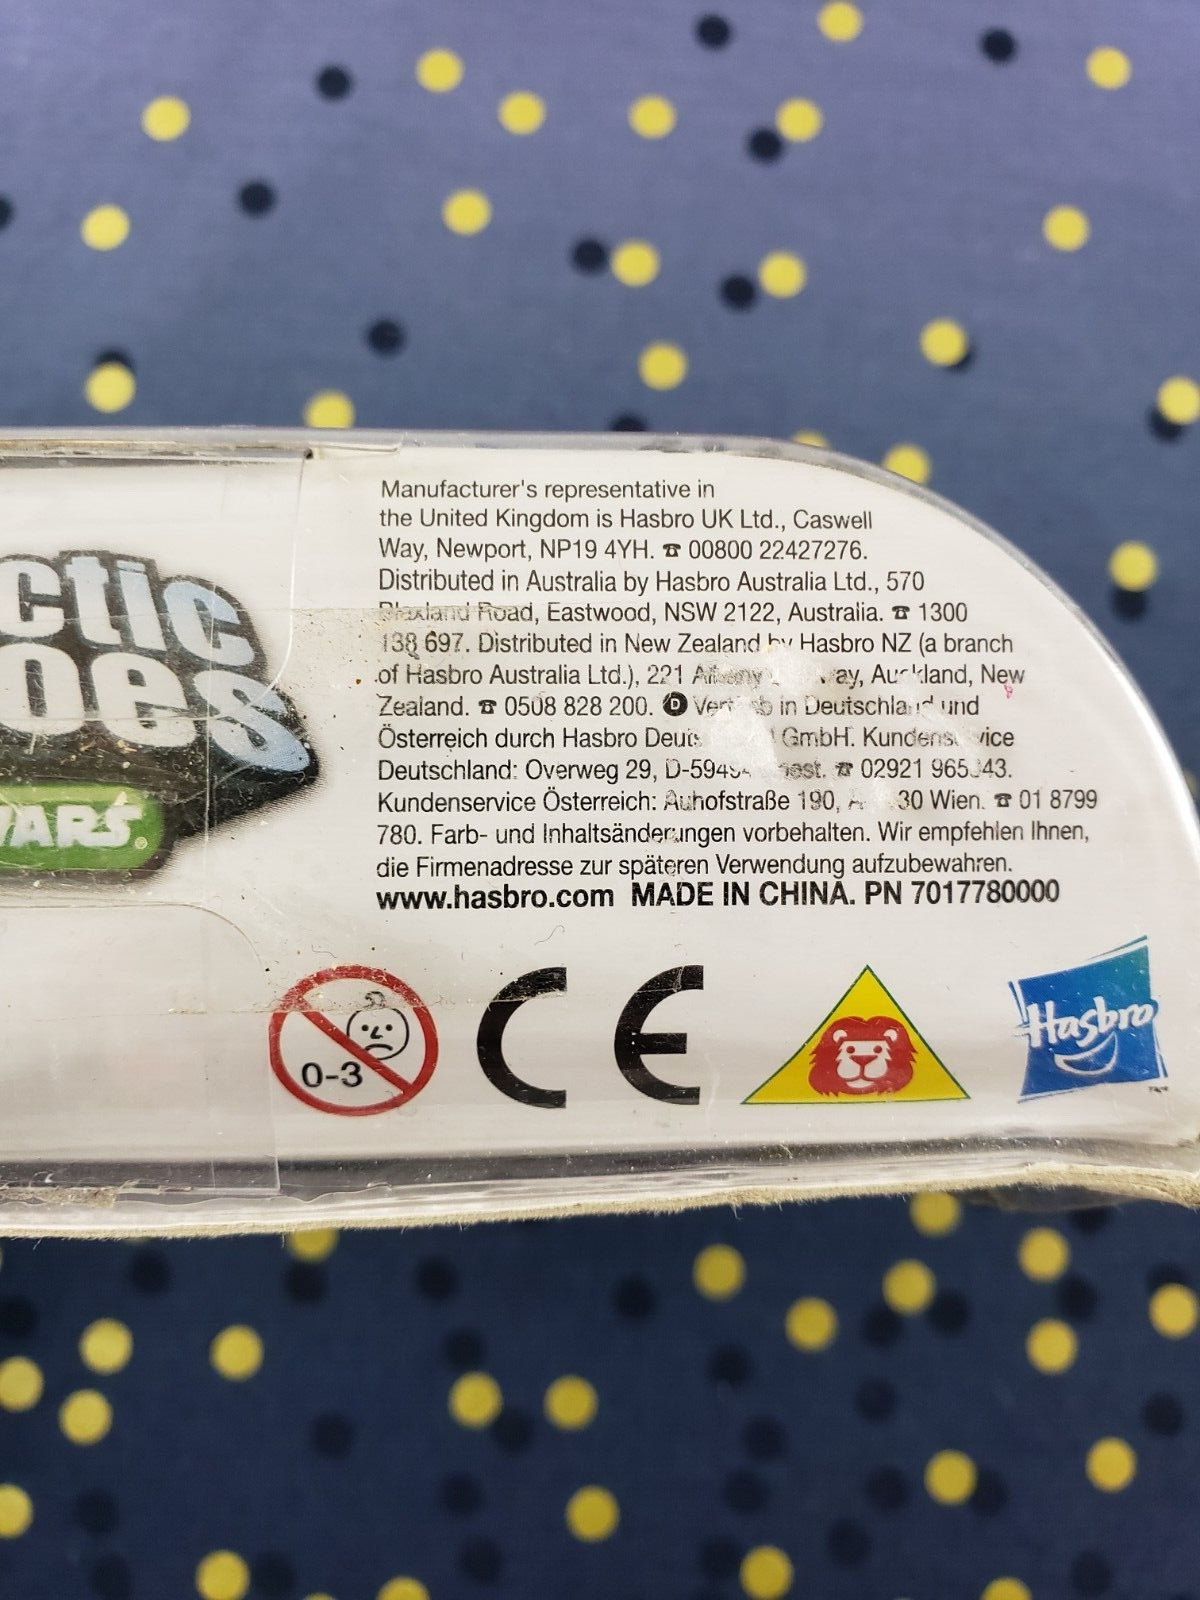 Manufacturer's representative in
the United Kingdom is Hasbro UK Ltd., Caswell
Way, Newport, NP19 4YH. ☎ 00800 22427276.
Distributed in Australia by Hasbro Australia Ltd., 570
Blaxland Road, Eastwood, NSW 2122, Australia. ☎ 1300
138 697. Distributed in New Zealand by Hasbro NZ (a branch
of Hasbro Australia Ltd.), 221 Auckland, New
Zealand. ☎ 0508 828 200. D Vertrieb in Deutschland und
Österreich durch Hasbro GmbH. Kundenservice
Deutschland: Overweg 29, ☎ 02921
Kundenservice Österreich: Auhofstraße 190, Wien. ☎ 01 8799
780. Farb- und Inhaltsänderungen vorbehalten. Wir empfehlen Ihnen,
die Firmenadresse zur späteren Verwendung aufzubewahren.
www.hasbro.com MADE IN CHINA. PN 7017780000
ctic
oes
WARS®
0-3
CE
Hasbro